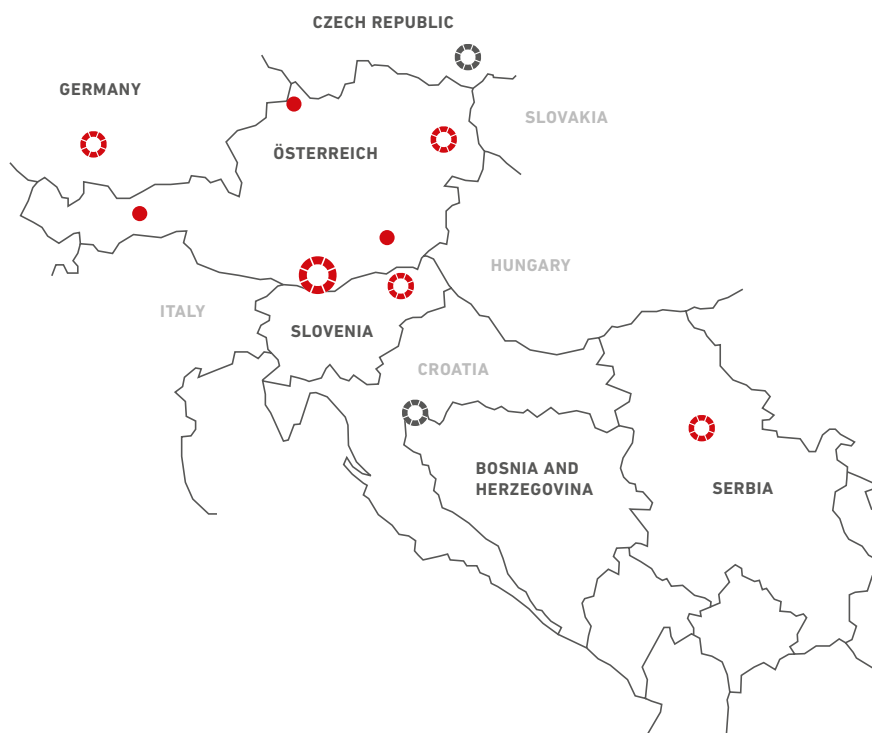 CZECH REPUBLIC
GERMANY
SLOVAKIA
ÖSTERREICH
HUNGARY
ITALY
SLOVENIA
CROATIA
BOSNIA AND
HERZEGOVINA
SERBIA